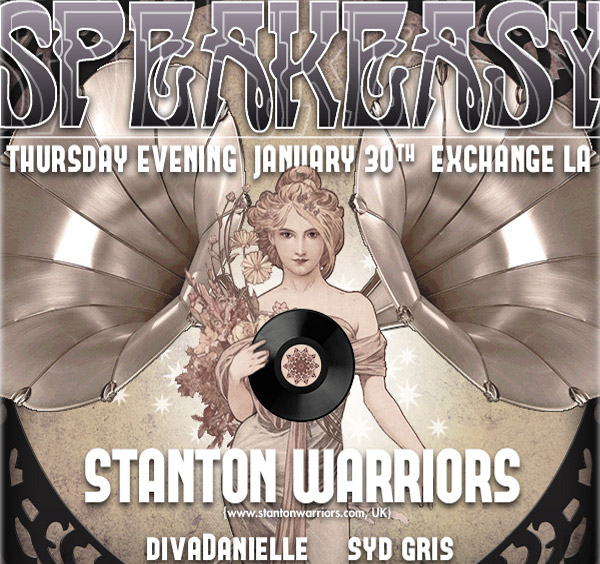 SPEAKEASY
THURSDAY EVENING JANUARY 30TH EXCHANGE LA
STANTON WARRIORS
(www.stantonwarriors.com, UK)
DIVADANIELLE SYD GRIS